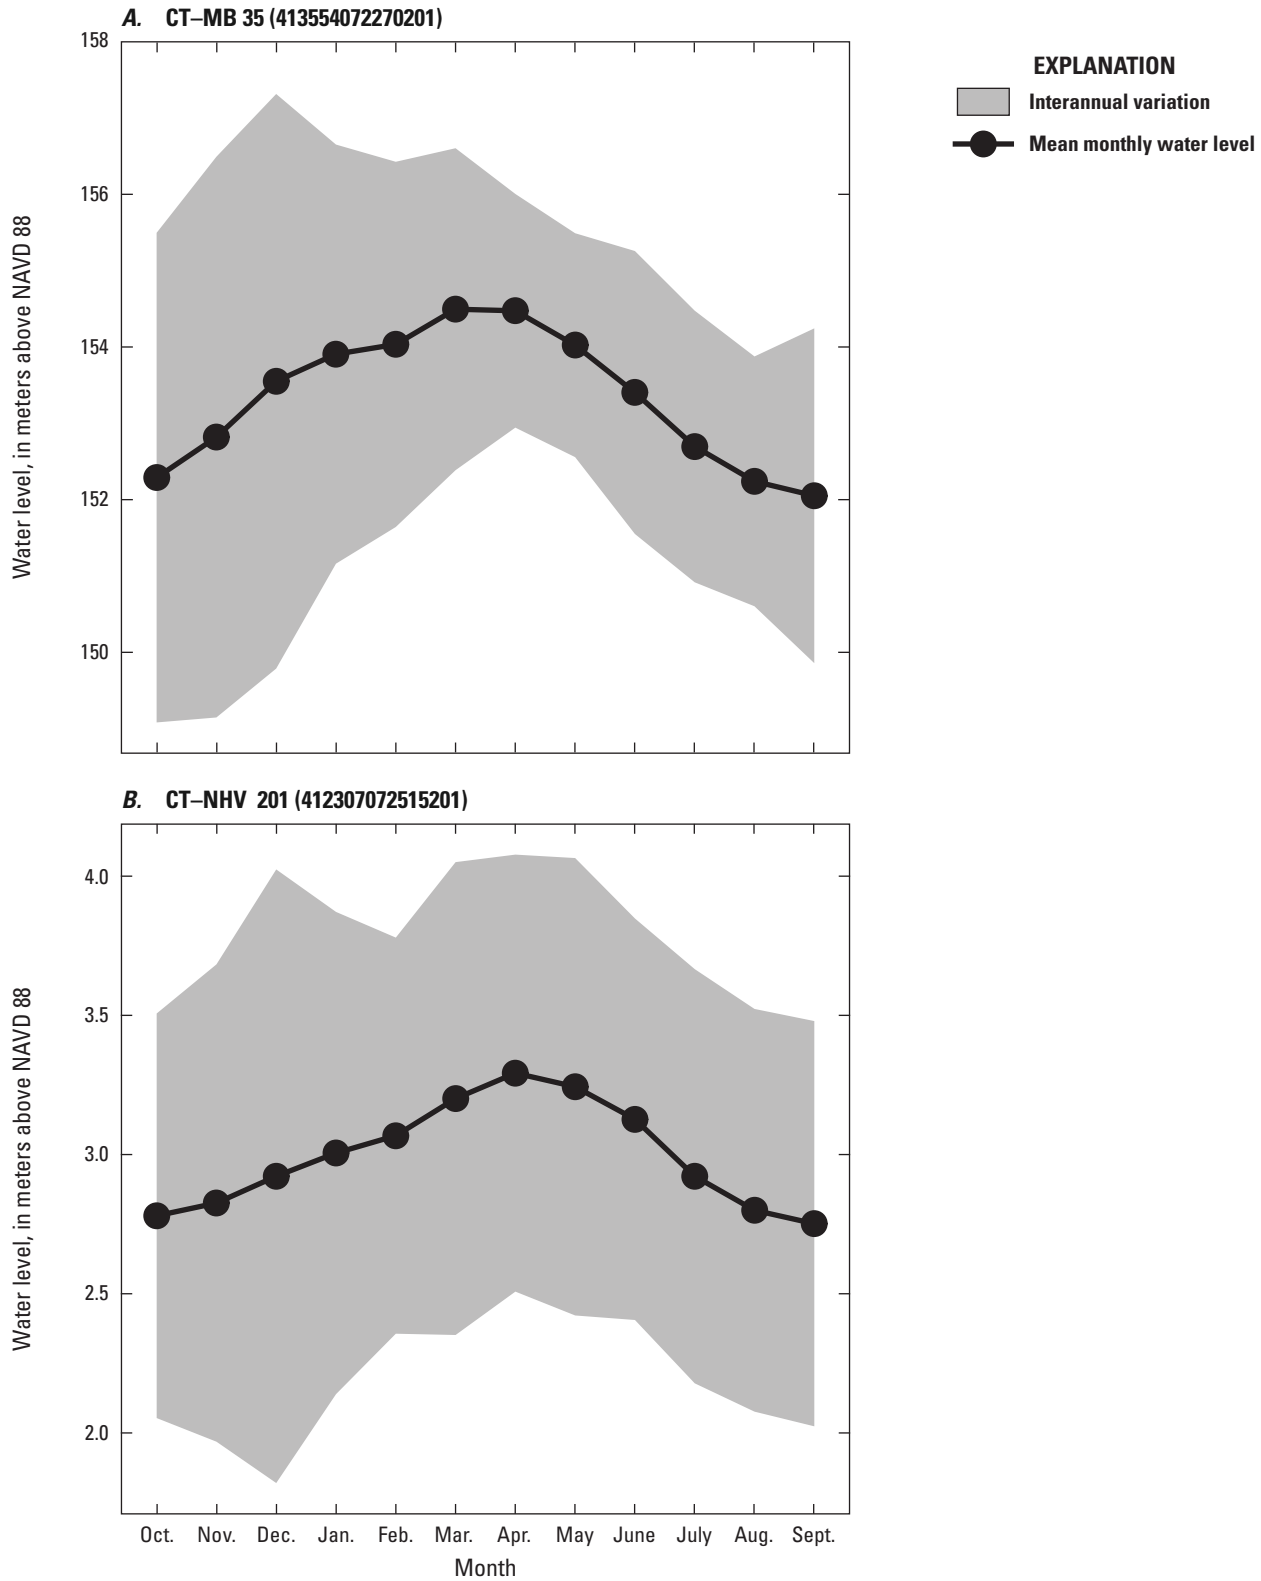 A. CT–MB 35 (413554072270201)
158
156
154
152
150
Water level, in meters above NAVD 88
EXPLANATION
Interannual variation
Mean monthly water level
B. CT–NHV 201 (412307072515201)
4.0
3.5
3.0
2.5
2.0
Water level, in meters above NAVD 88
Oct. Nov. Dec. Jan. Feb. Mar. Apr. May June July Aug. Sept.
Month